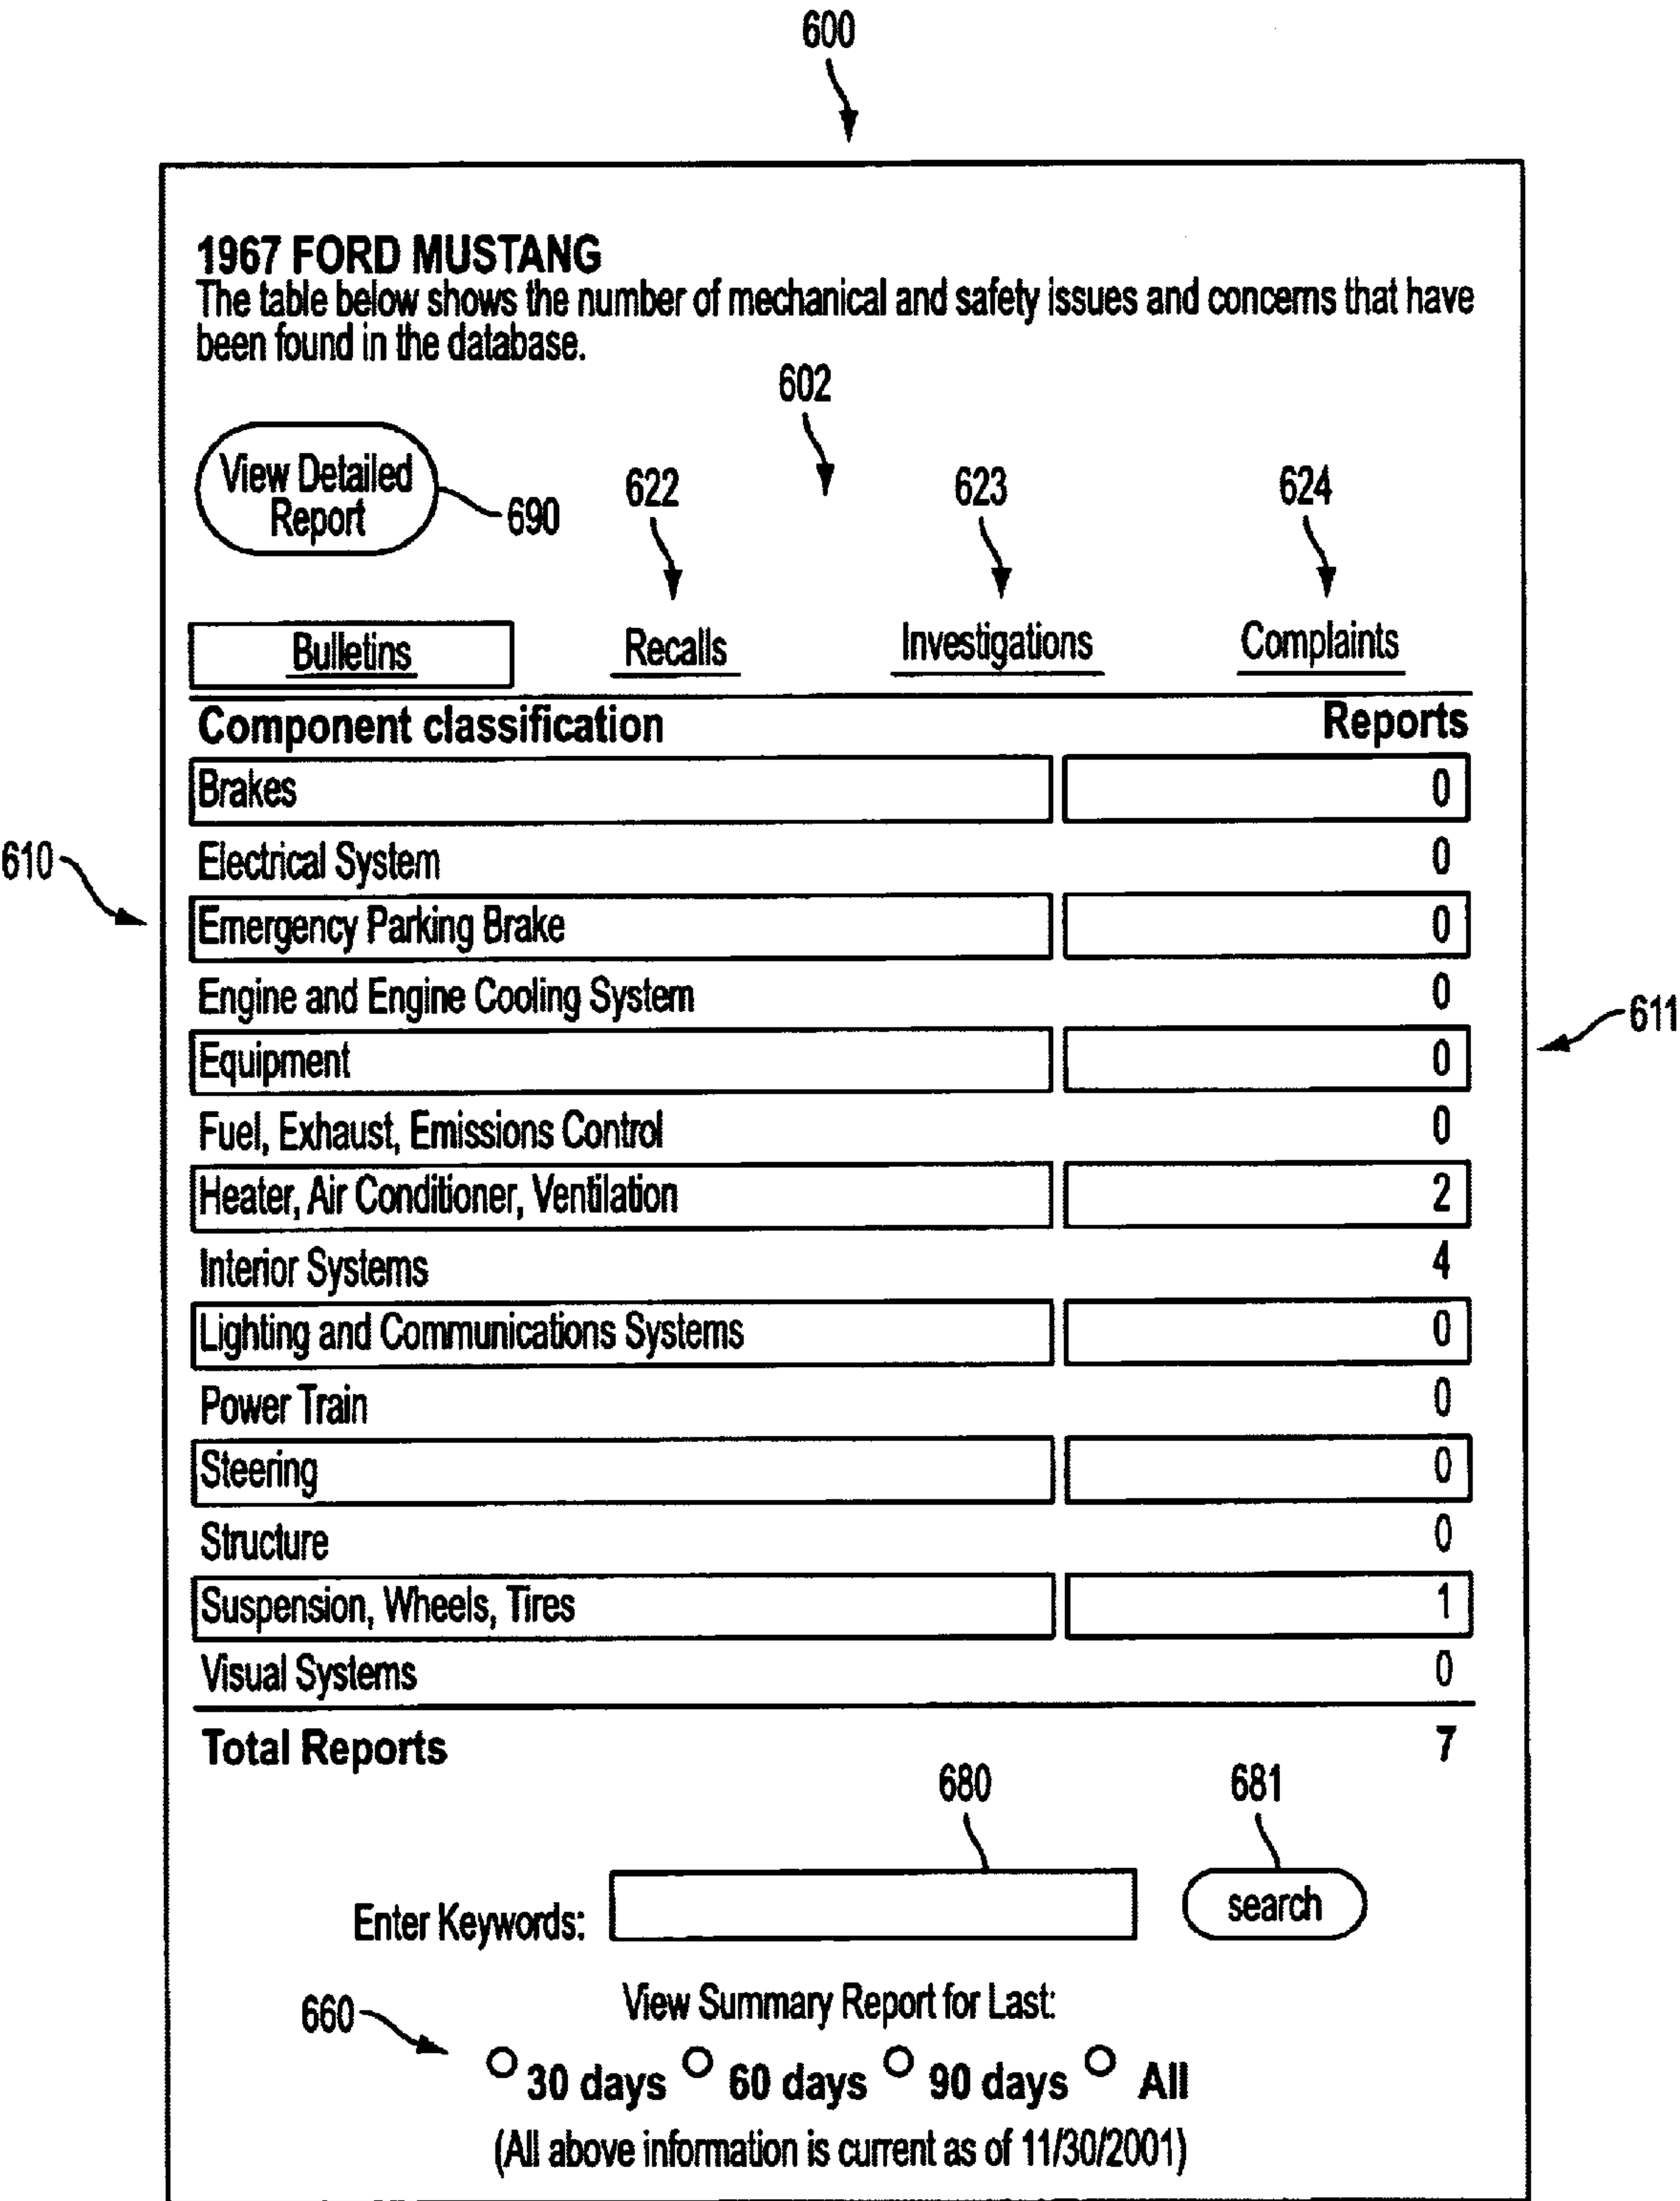 600
1967 FORD MUSTANG
The table below shows the number of mechanical and safety issues and concerns that have
been found in the database.
602
View Detailed
Report
690
622
623
624
Bulletins Recalls Investigations Complaints
Component classification Reports
Brakes 0
610
Electrical System 0
Emergency Parking Brake 0
Engine and Engine Cooling System 0
611
Equipment 0
Fuel, Exhaust, Emissions Control 0
Heater, Air Conditioner, Ventilation 2
Interior Systems 4
Lighting and Communications Systems 0
Power Train 0
Steering 0
Structure 0
Suspension, Wheels, Tires 1
Visual Systems 0
Total Reports 7
680
681
Enter Keywords: search
View Summary Report for Last:
660
30 days 60 days 90 days All
(All above information is current as of 11/30/2001)